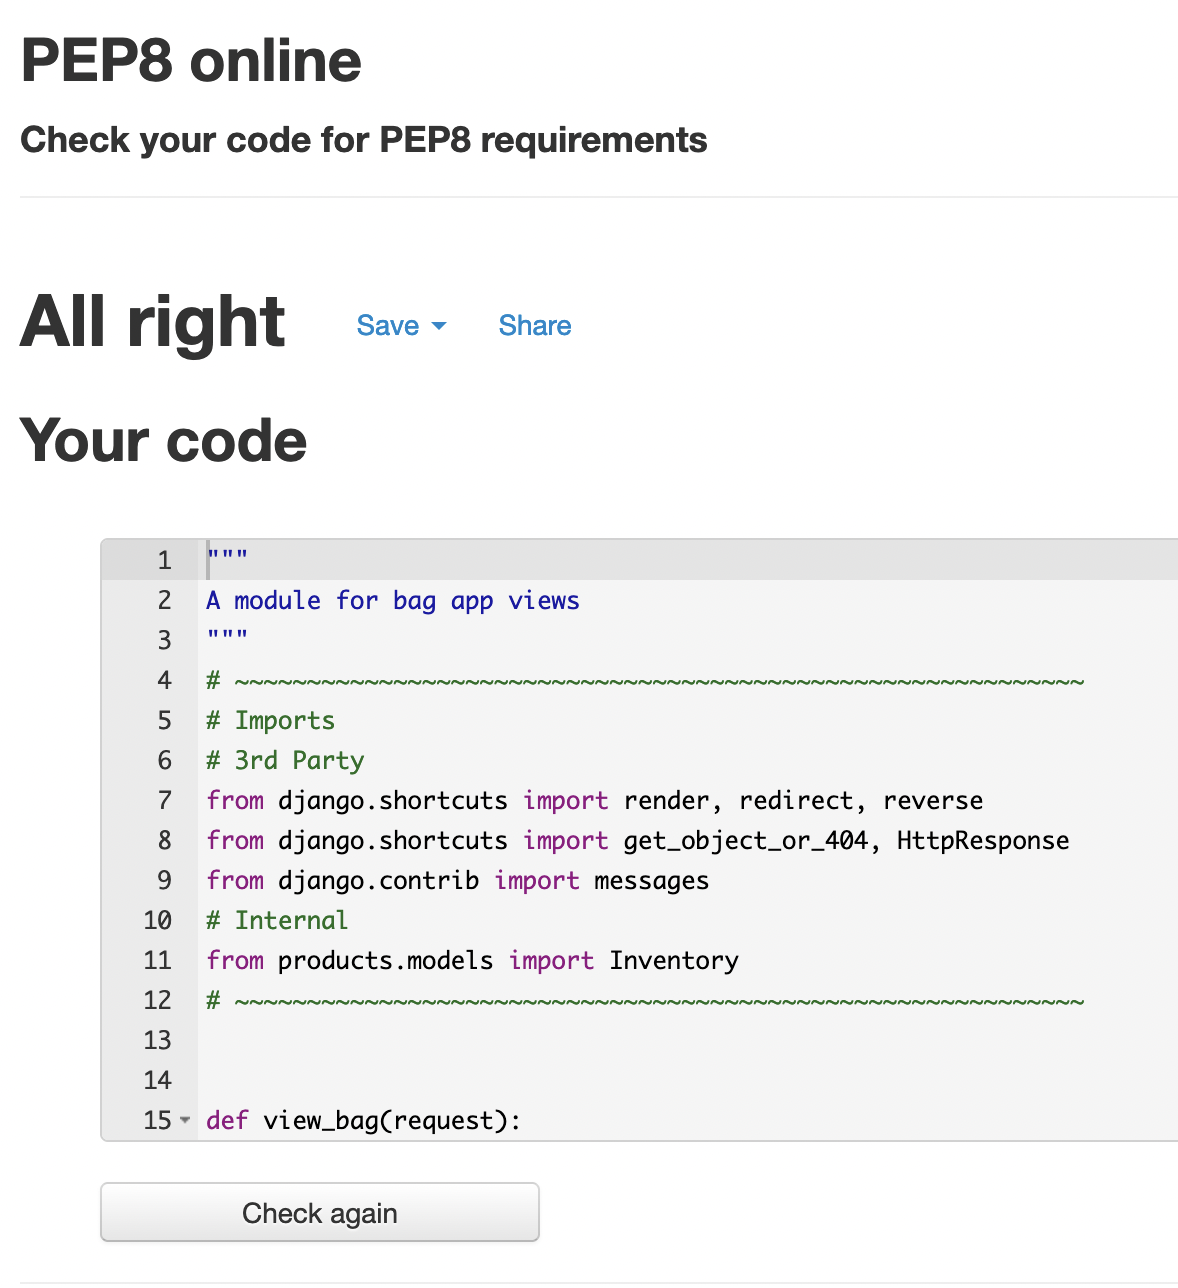 PEP8 online
Check your code for PEP8 requirements
All right Save Share
Your code
1 """
2 A module for bag app views
3 """
4 # ~~~~~~~~~~~~~~~~~~~~~~~~~~~~~~~~~~~~~~~~~~~~~~~~~~~~~~~~~~~
5 # Imports
6 # 3rd Party
7 from django.shortcuts import render, redirect, reverse
8 from django.shortcuts import get_object_or_404, HttpResponse
9 from django.contrib import messages
10 # Internal
11 from products.models import Inventory
12 # ~~~~~~~~~~~~~~~~~~~~~~~~~~~~~~~~~~~~~~~~~~~~~~~~~~~~~~~~~~~
13
14
15 def view_bag(request):
Check again